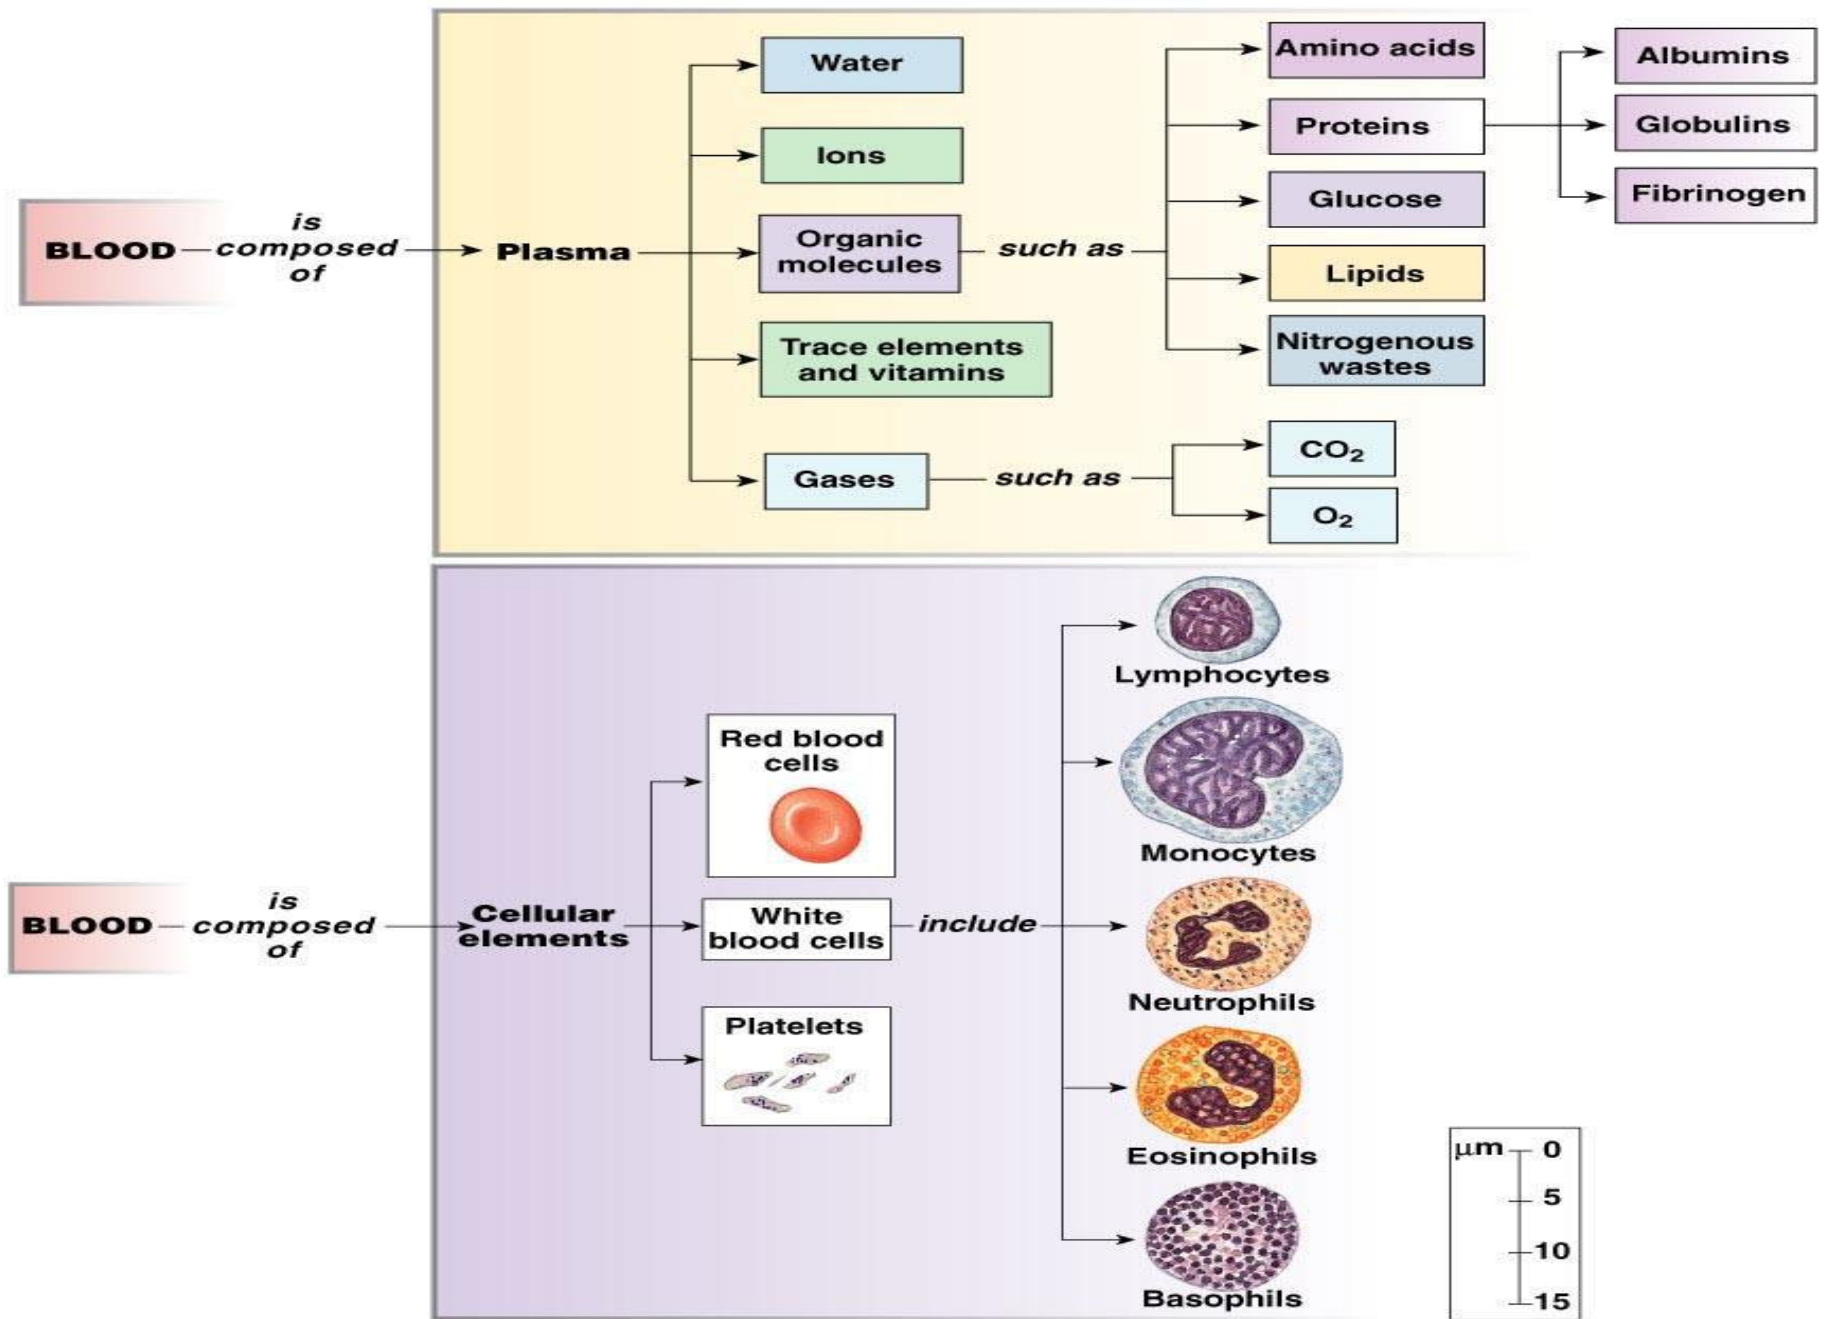 BLOOD
is
composed
of
Plasma
Water
Ions
Organic
molecules
Trace elements
and vitamins
Gases
such as
Amino acids
Proteins
Glucose
Lipids
Nitrogenous
wastes
Albumins
Globulins
Fibrinogen
such as
CO₂
O₂
BLOOD
is
composed
of
Cellular
elements
Red blood
cells
White
blood cells
Platelets
include
Lymphocytes
Monocytes
Neutrophils
Eosinophils
Basophils
µm 0
5
10
15